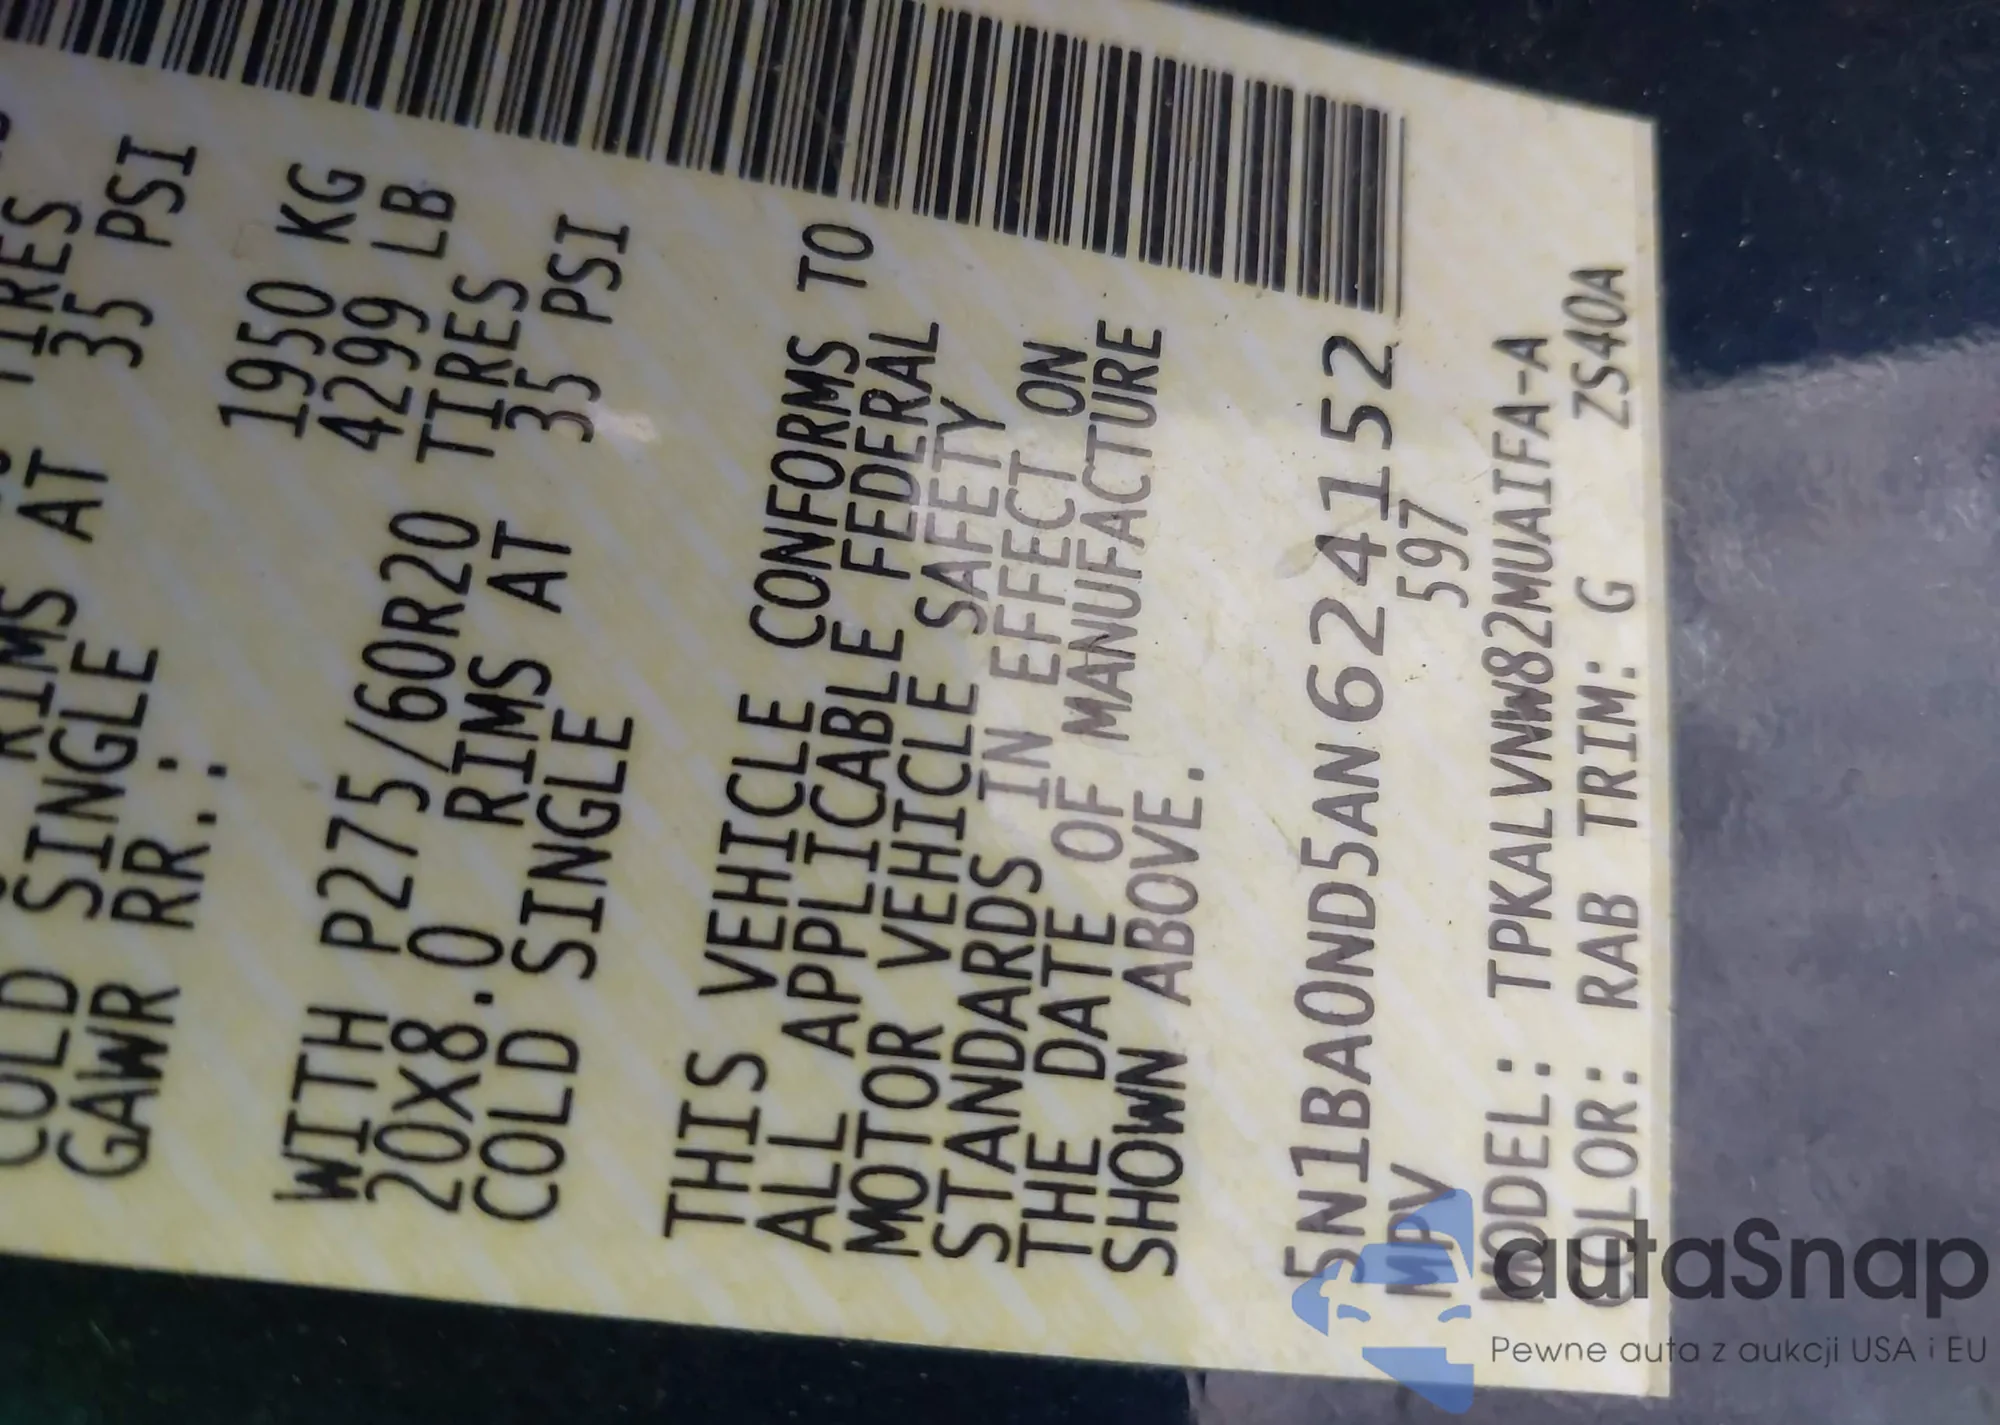 TIRES
RIMS AT 35 PSI
COLD SINGLE
GAWR RR.: 1950 KG
4299 LB
WITH P275/60R20 TIRES
20X8.0 RIMS AT 35 PSI
COLD SINGLE
THIS VEHICLE CONFORMS TO
ALL APPLICABLE FEDERAL
MOTOR VEHICLE SAFETY
STANDARDS IN EFFECT ON
THE DATE OF MANUFACTURE
SHOWN ABOVE.
5N1BA0ND5AN624152
MPV 597
MODEL: TPKALVNW82MUAIFA-A
COLOR: RAB TRIM: G ZS40A
autaSnap
Pewne auta z aukcji USA i EU